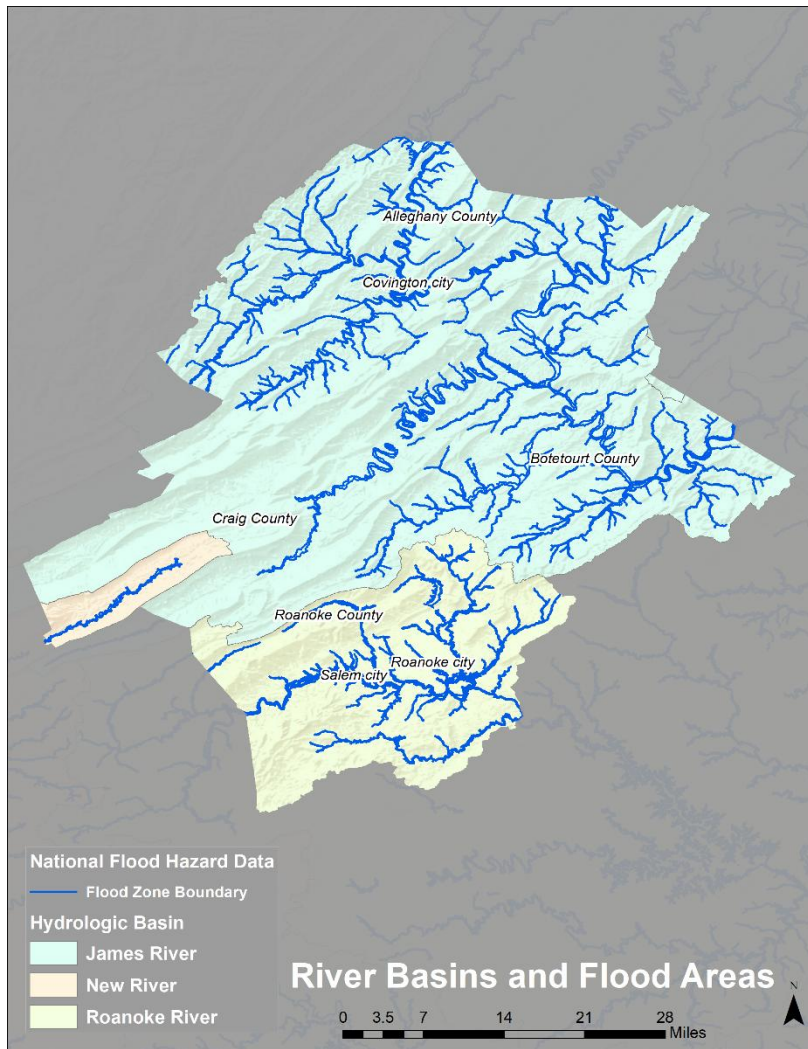 Alleghany County
Covington city
Botetourt County
Craig County
Roanoke County
Roanoke city
Salem city
National Flood Hazard Data
Flood Zone Boundary
Hydrologic Basin
James River
New River
Roanoke River
River Basins and Flood Areas
N
0 3.5 7 14 21 28
Miles